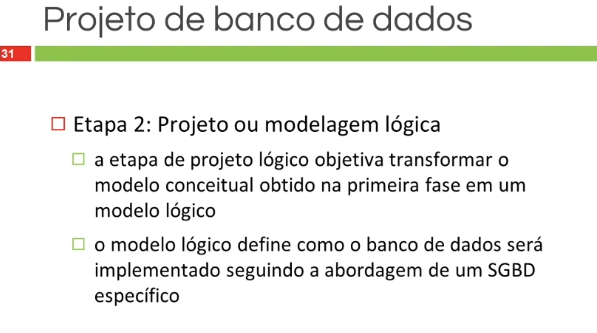 Projeto de banco de dados
31
Etapa 2: Projeto ou modelagem lógica
a etapa de projeto lógico objetiva transformar o
modelo conceitual obtido na primeira fase em um
modelo lógico
o modelo lógico define como o banco de dados será
implementado seguindo a abordagem de um SGBD
específico